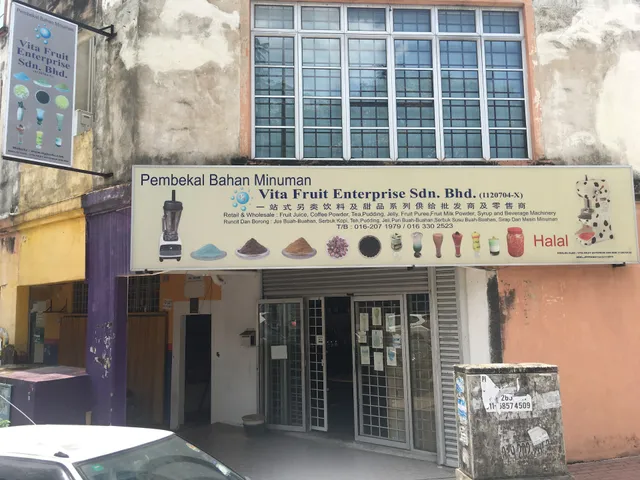 Pembekal Bahan Minuman
Vita Fruit
Enterprise
Sdn. Bhd.
Pembekal Bahan Minuman
Vita Fruit Enterprise Sdn. Bhd. (1120704-X)
一站式另类饮料及甜品系列供给批发商及零售商
Retail & Wholesale : Fruit Juice, Coffee Powder, Tea,Pudding, Jelly, Fruit Puree,Fruit Milk Powder, Syrup and Beverage Machinery
Runcit Dan Borong : Jus Buah-Buahan, Serbuk Kopi, Teh,Puding, Jeli,Pati Buah-Buahan,Serbuk Susu Buah-Buahan, Sirap Dan Mesin Minuman
T/B : 016-207 1979 / 016 330 2523
Halal